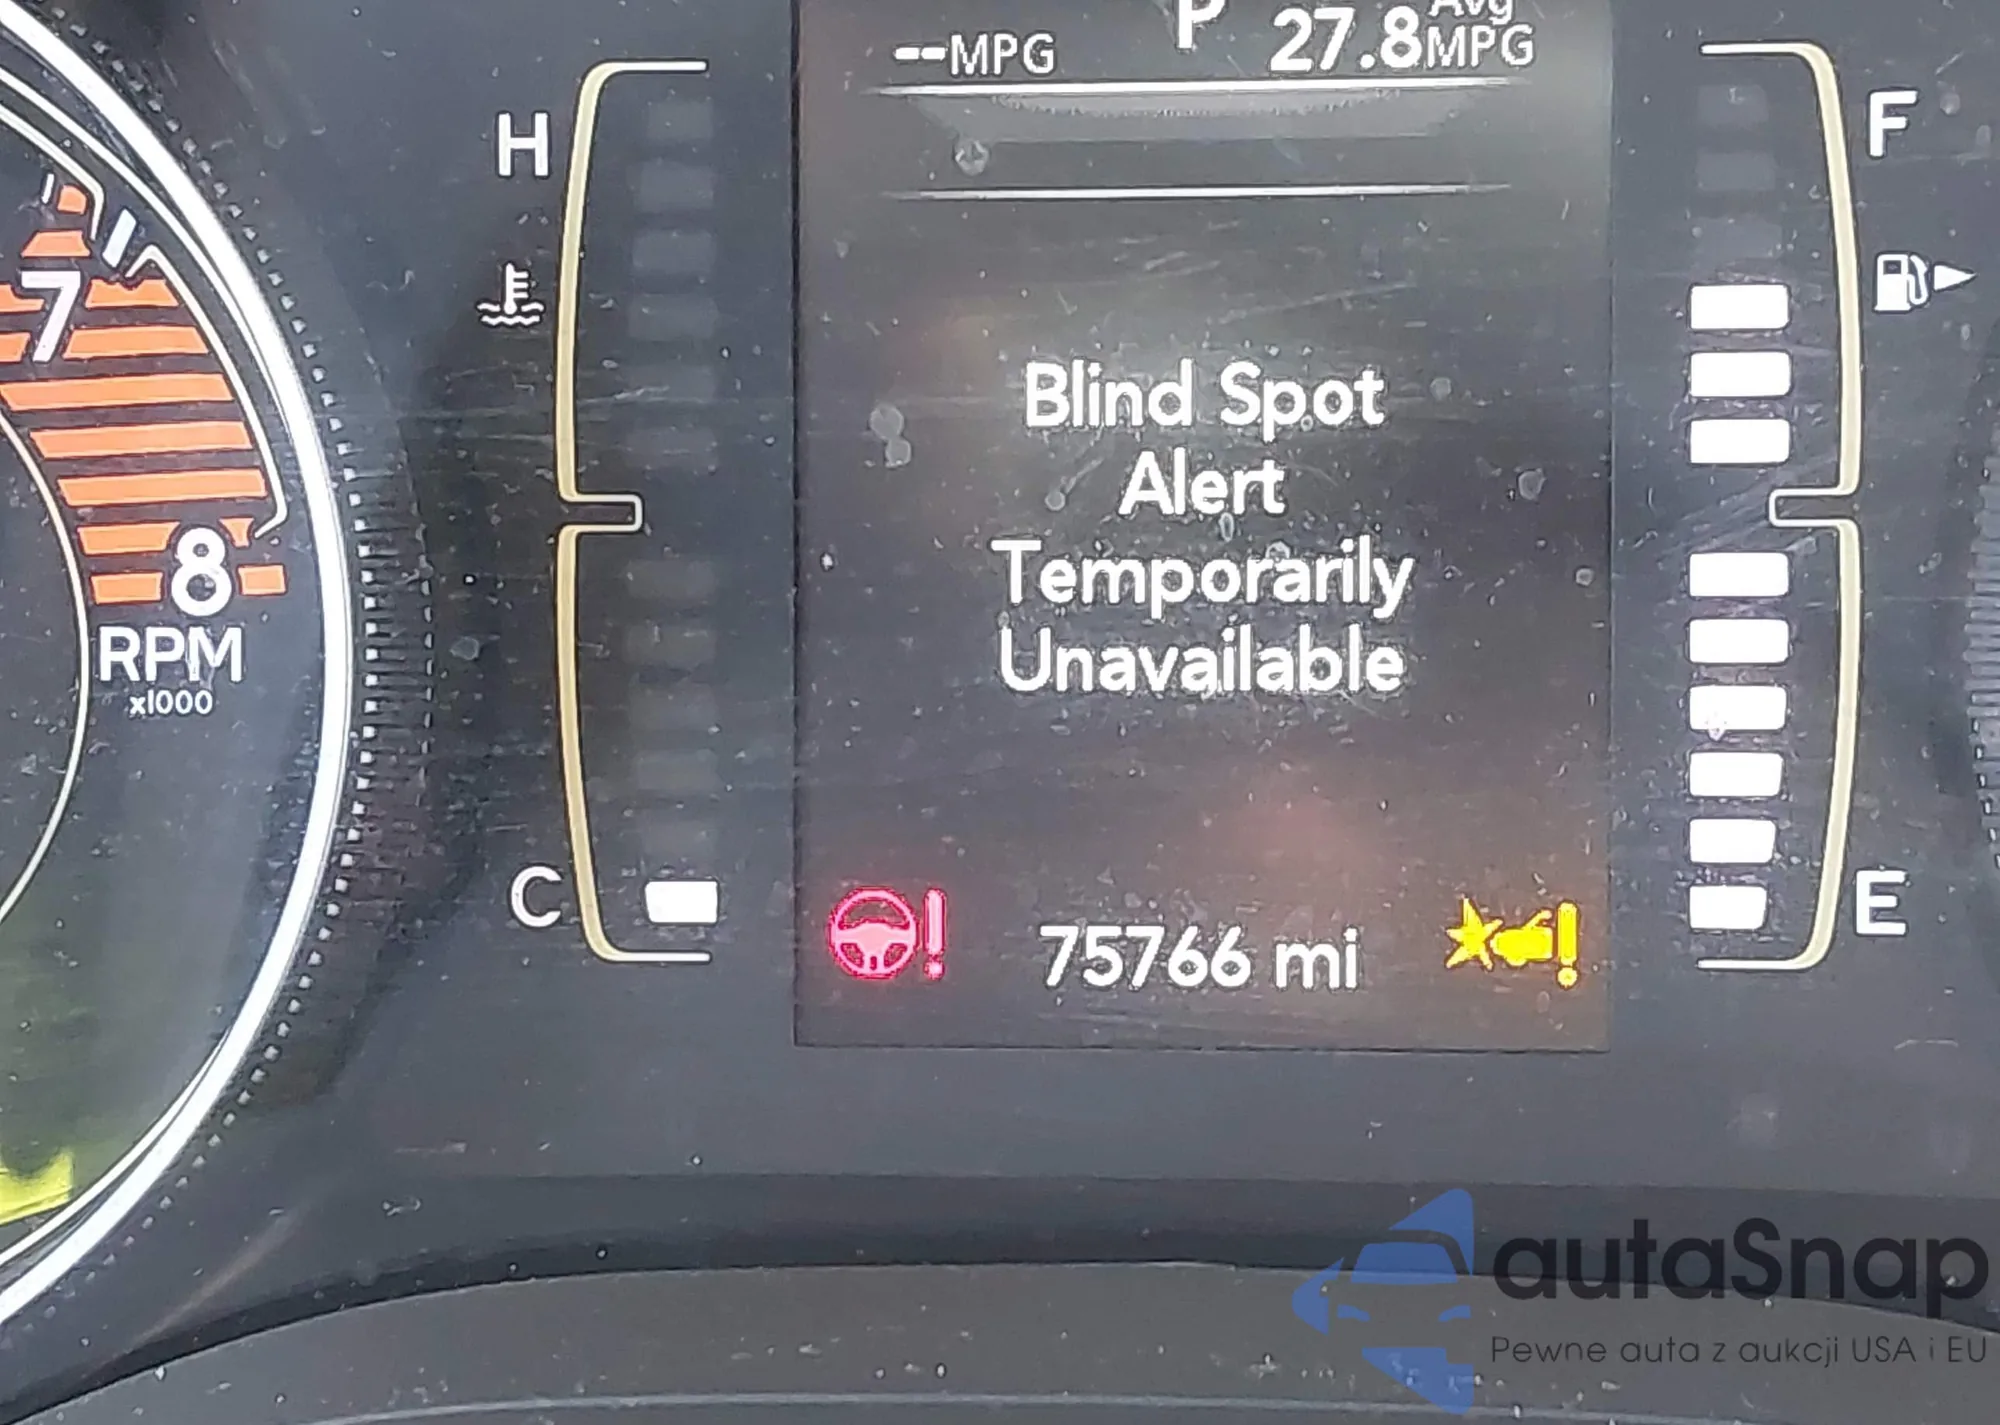 --MPG
P
Avg
27.8MPG
H
F
7
Blind Spot
Alert
Temporarily
Unavailable
8
RPM
x1000
C
E
75766 mi
autaSnap
Pewne auta z aukcji USA i EU